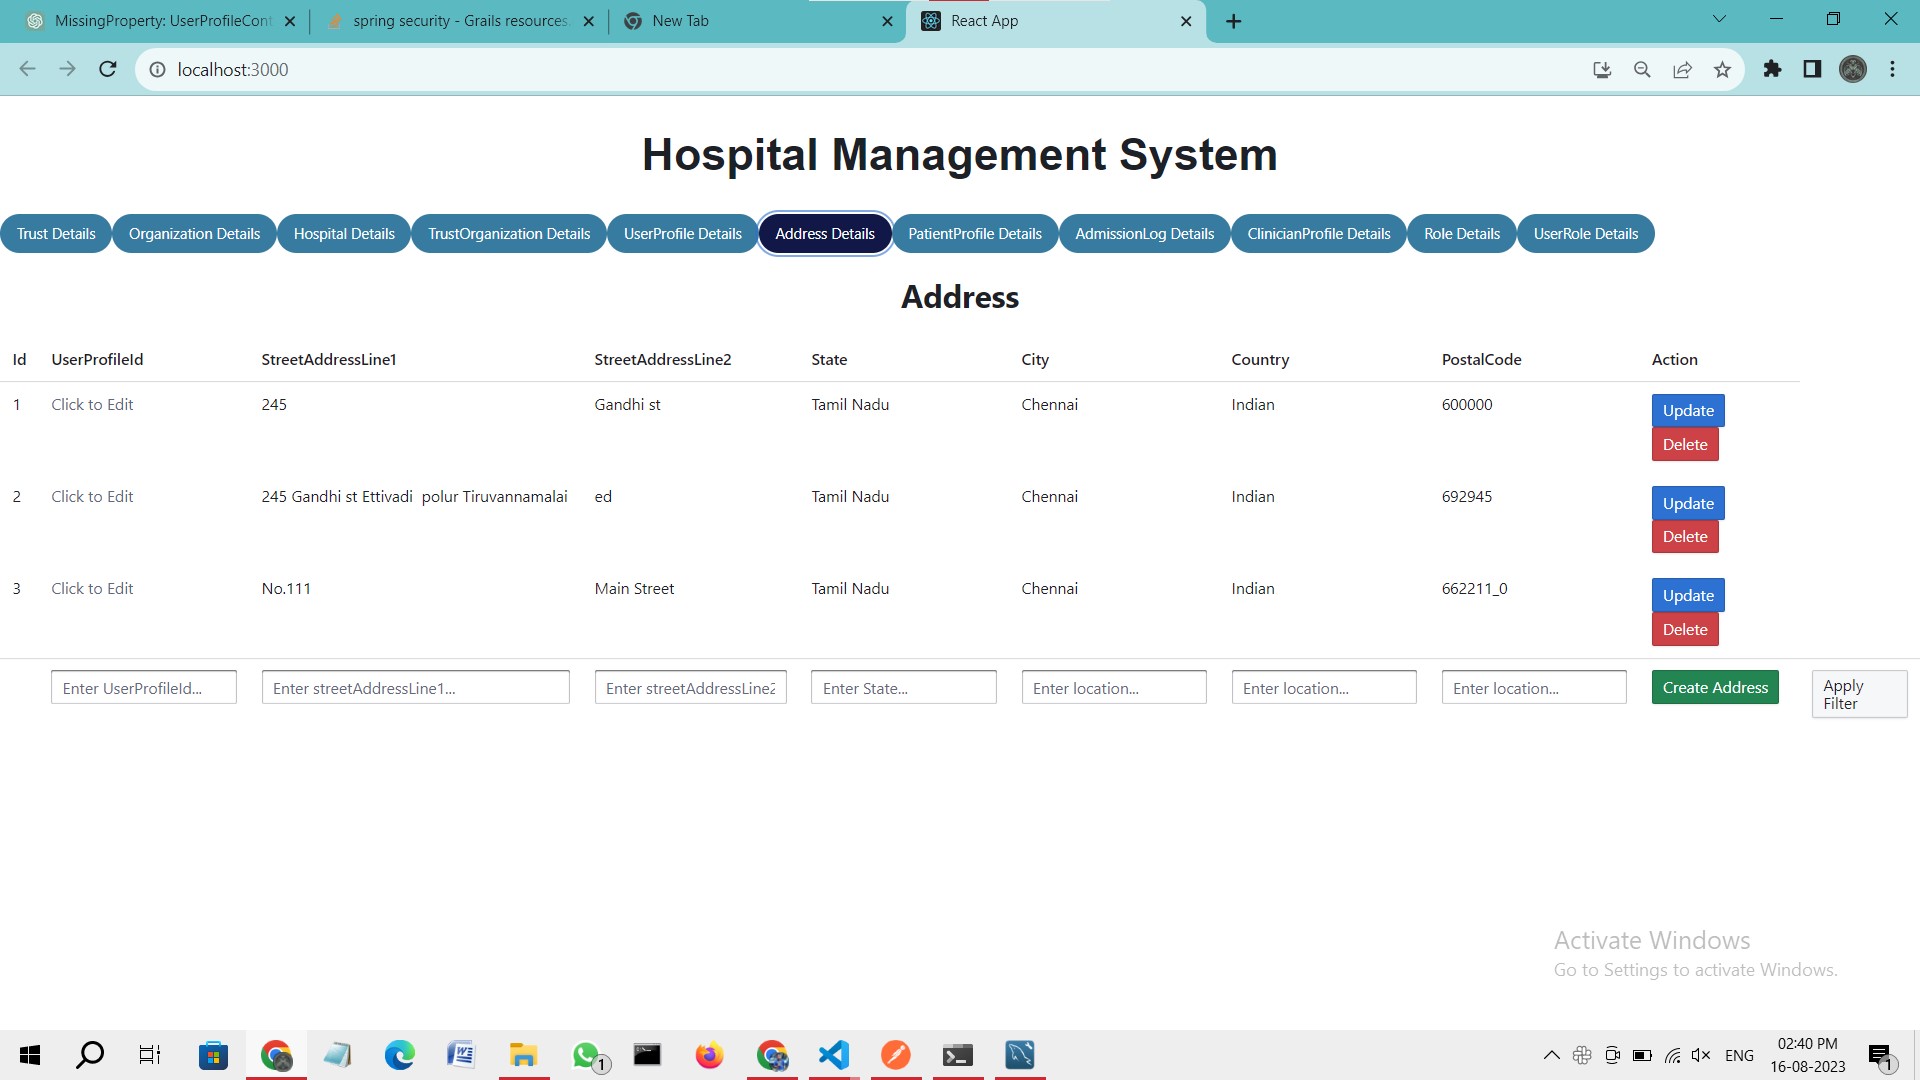 MissingProperty: UserProfileCont
spring security - Grails resources.
New Tab
React App
localhost:3000
Hospital Management System
Trust Details Organization Details Hospital Details TrustOrganization Details UserProfile Details Address Details PatientProfile Details AdmissionLog Details ClinicianProfile Details Role Details UserRole Details
Address
Id UserProfileId StreetAddressLine1 StreetAddressLine2 State City Country PostalCode Action
1 Click to Edit 245 Gandhi st Tamil Nadu Chennai Indian 600000 Update
Delete
2 Click to Edit 245 Gandhi st Ettivadi polur Tiruvannamalai ed Tamil Nadu Chennai Indian 692945 Update
Delete
3 Click to Edit No.111 Main Street Tamil Nadu Chennai Indian 662211_0 Update
Delete
Enter UserProfileId... Enter streetAddressLine1... Enter streetAddressLine2 Enter State... Enter location... Enter location... Enter location... Create Address Apply
Filter
Activate Windows
Go to Settings to activate Windows.
1
ENG
02:40 PM
16-08-2023
1